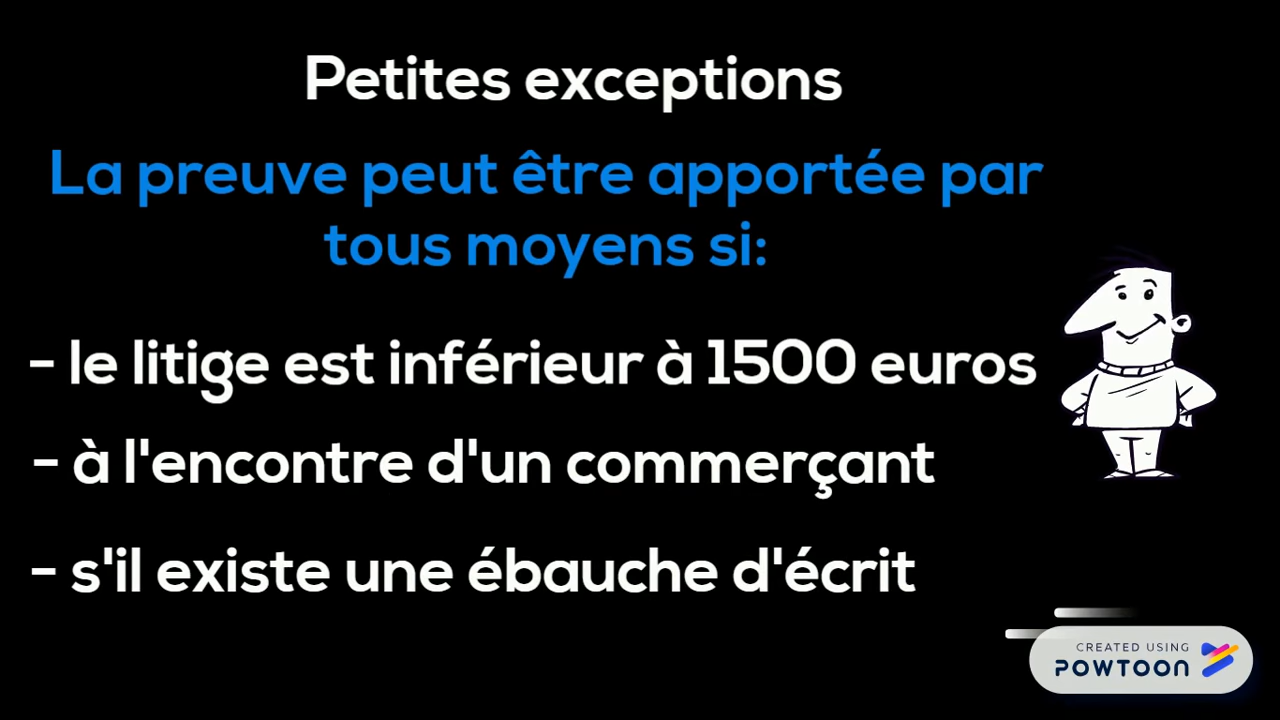 Petites exceptions
La preuve peut être apportée par
tous moyens si:
- le litige est inférieur à 1500 euros
- à l'encontre d'un commerçant
- s'il existe une ébauche d'écrit
CREATED USING
POWTOON